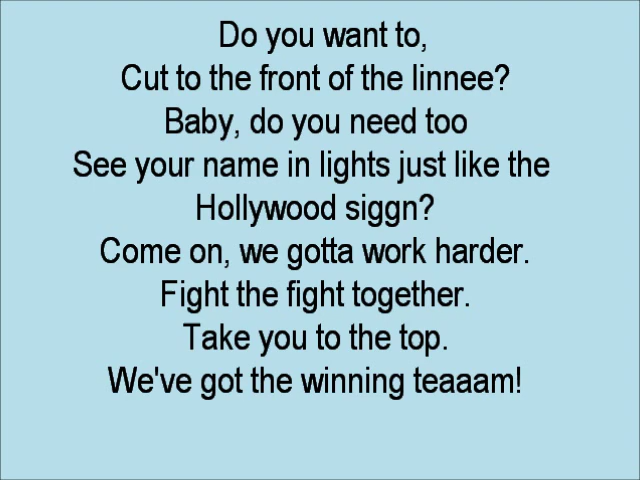 Do you want to,
Cut to the front of the linnee?
Baby, do you need too
See your name in lights just like the
Hollywood siggn?
Come on, we gotta work harder.
Fight the fight together.
Take you to the top.
We've got the winning teaaam!